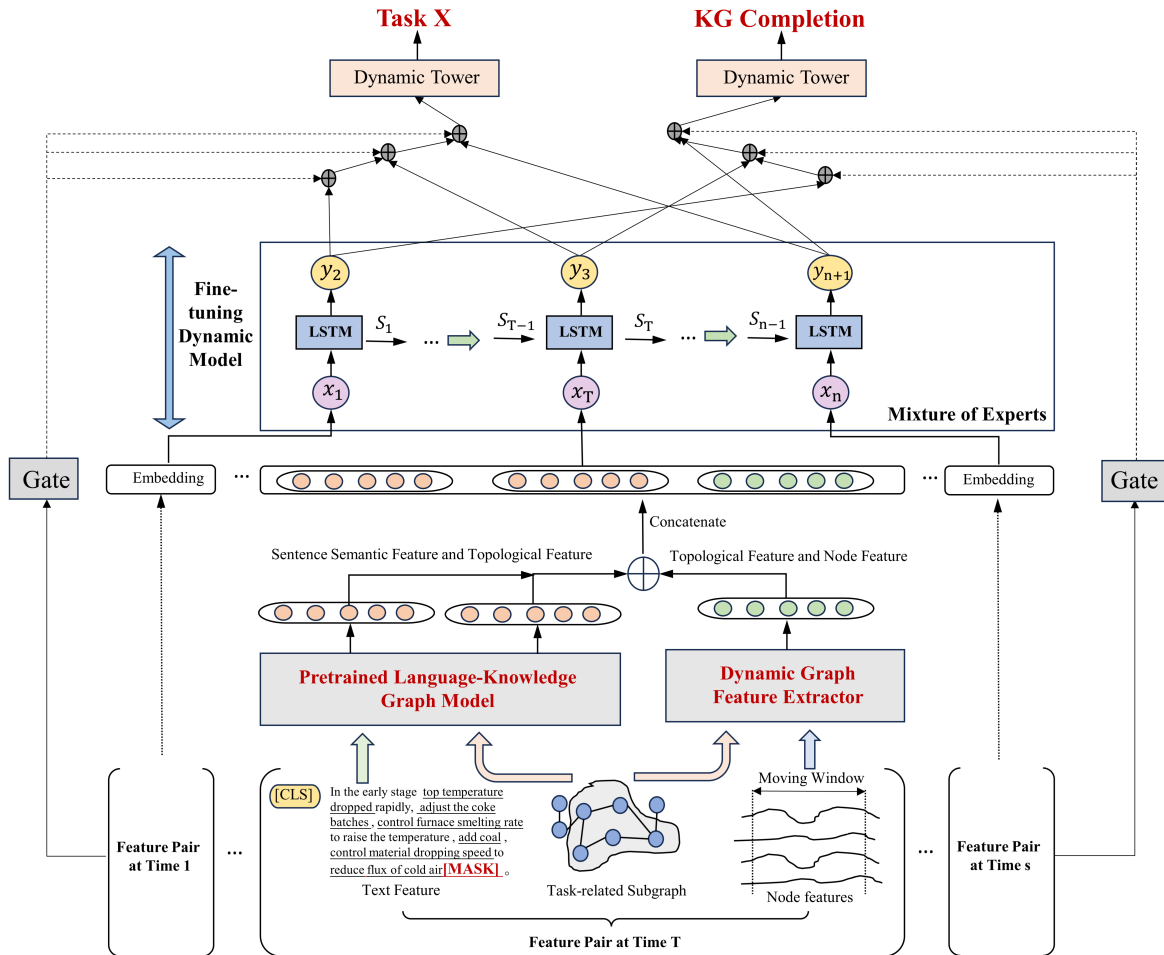 Task X
KG Completion
Dynamic Tower
Dynamic Tower
Fine-
tuning
Dynamic
Model
y₂
y₃
yₙ₊₁
LSTM
S₁
...
S_T−1
LSTM
S_T
...
Sₙ₋₁
LSTM
x₁
x_T
xₙ
Mixture of Experts
Gate
Embedding
...
...
Embedding
Gate
Concatenate
Sentence Semantic Feature and Topological Feature
Topological Feature and Node Feature
Pretrained Language-Knowledge
Graph Model
Dynamic Graph
Feature Extractor
Feature Pair
at Time 1
...
[CLS]
In the early stage top temperature
dropped rapidly, adjust the coke
batches , control furnace smelting rate
to raise the temperature , add coal ,
control material dropping speed to
reduce flux of cold air[MASK] 。
Text Feature
Task-related Subgraph
Moving Window
Node features
Feature Pair at Time T
...
Feature Pair
at Time s